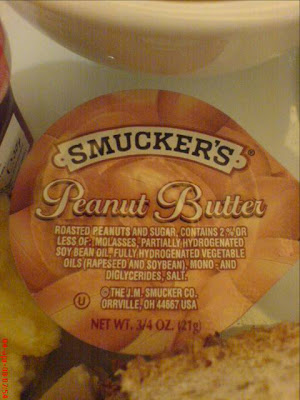 SMUCKER'S®
Peanut Butter
ROASTED PEANUTS AND SUGAR, CONTAINS 2 % OR
LESS OF: MOLASSES, PARTIALLY HYDROGENATED
SOY BEAN OIL, FULLY HYDROGENATED VEGETABLE
OILS (RAPESEED AND SOYBEAN), MONO- AND
DIGLYCERIDES, SALT.
© THE J.M. SMUCKER CO.
U ORRVILLE, OH 44667 USA
NET WT. 3/4 OZ. (21g)